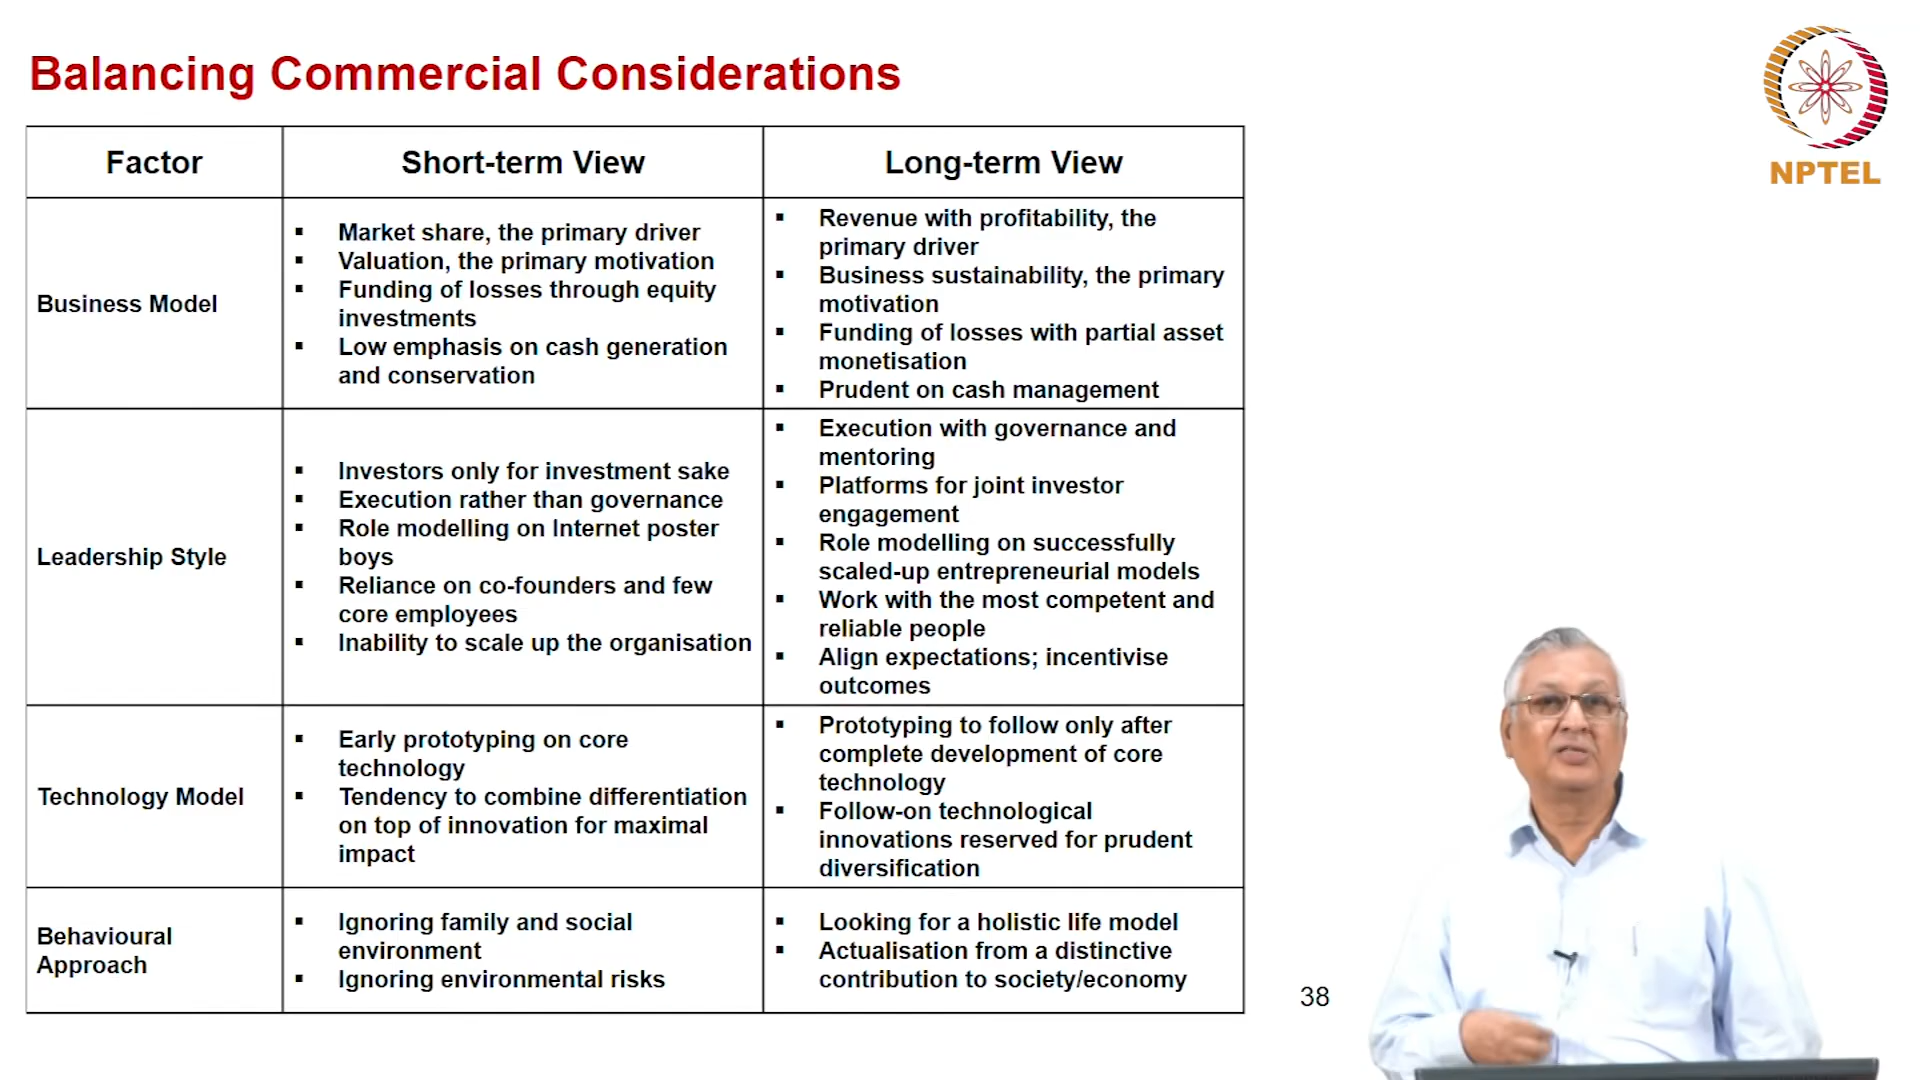 Balancing Commercial Considerations
NPTEL
Factor
Short-term View
Long-term View
Business Model
▪ Market share, the primary driver
▪ Valuation, the primary motivation
▪ Funding of losses through equity
investments
▪ Low emphasis on cash generation
and conservation
▪ Revenue with profitability, the
primary driver
▪ Business sustainability, the primary
motivation
▪ Funding of losses with partial asset
monetisation
▪ Prudent on cash management
Leadership Style
▪ Investors only for investment sake
▪ Execution rather than governance
▪ Role modelling on Internet poster
boys
▪ Reliance on co-founders and few
core employees
▪ Inability to scale up the organisation
▪ Execution with governance and
mentoring
▪ Platforms for joint investor
engagement
▪ Role modelling on successfully
scaled-up entrepreneurial models
▪ Work with the most competent and
reliable people
▪ Align expectations; incentivise
outcomes
Technology Model
▪ Early prototyping on core
technology
▪ Tendency to combine differentiation
on top of innovation for maximal
impact
▪ Prototyping to follow only after
complete development of core
technology
▪ Follow-on technological
innovations reserved for prudent
diversification
Behavioural
Approach
▪ Ignoring family and social
environment
▪ Ignoring environmental risks
▪ Looking for a holistic life model
▪ Actualisation from a distinctive
contribution to society/economy
38